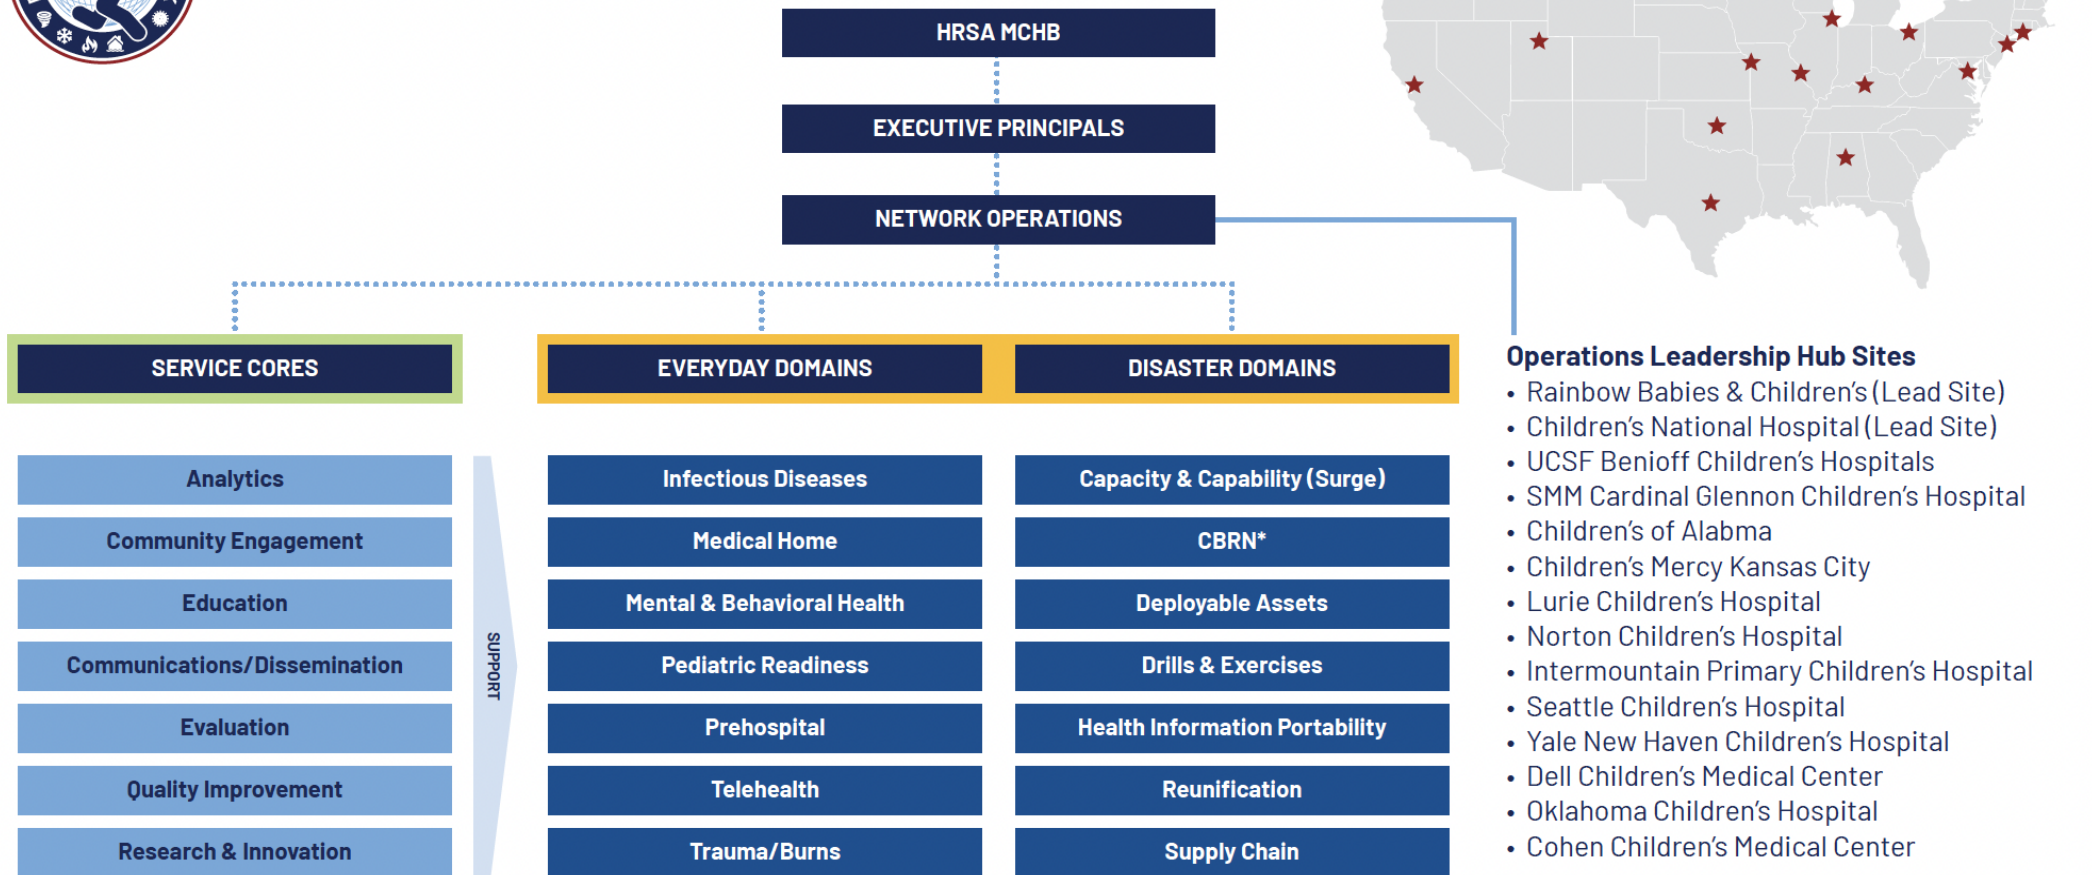 HRSA MCHB
EXECUTIVE PRINCIPALS
NETWORK OPERATIONS
SERVICE CORES
Analytics
Community Engagement
Education
Communications/Dissemination
Evaluation
Quality Improvement
Research & Innovation
SUPPORT
EVERYDAY DOMAINS
Infectious Diseases
Medical Home
Mental & Behavioral Health
Pediatric Readiness
Prehospital
Telehealth
Trauma/Burns
DISASTER DOMAINS
Capacity & Capability (Surge)
CBRN*
Deployable Assets
Drills & Exercises
Health Information Portability
Reunification
Supply Chain
Operations Leadership Hub Sites
• Rainbow Babies & Children's (Lead Site)
• Children's National Hospital (Lead Site)
• UCSF Benioff Children's Hospitals
• SMM Cardinal Glennon Children's Hospital
• Children's of Alabma
• Children's Mercy Kansas City
• Lurie Children's Hospital
• Norton Children's Hospital
• Intermountain Primary Children's Hospital
• Seattle Children's Hospital
• Yale New Haven Children's Hospital
• Dell Children's Medical Center
• Oklahoma Children's Hospital
• Cohen Children's Medical Center